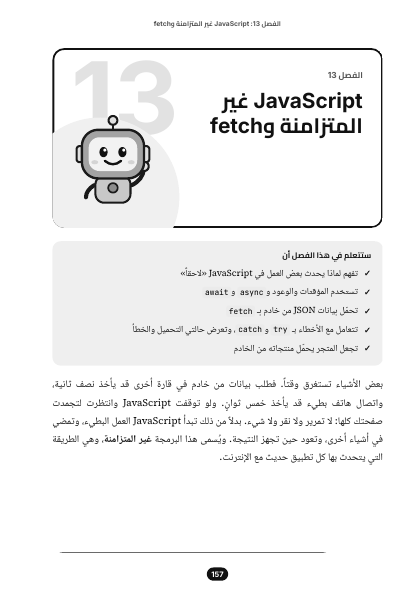 الفصل 13: JavaScript غير المتزامنة وfetch
13
الفصل 13
JavaScript غير
المتزامنة وfetch
ستتعلم في هذا الفصل أن
✓ تفهم لماذا يحدث بعض العمل في JavaScript «لاحقاً»
✓ تستخدم المؤقتات والوعود و async و await
✓ تحمّل بيانات JSON من خادم بـ fetch
✓ تتعامل مع الأخطاء بـ try و catch، وتعرض حالتي التحميل والخطأ
✓ تجعل المتجر يحمّل منتجاته من الخادم
بعض الأشياء تستغرق وقتاً. فطلب بيانات من خادم في قارة أخرى قد يأخذ نصف ثانية،
واتصال هاتف بطيء قد يأخذ خمس ثوانٍ. ولو توقفت JavaScript وانتظرت لتجمدت
صفحتك كلها: لا تمرير ولا نقر ولا شيء. بدلاً من ذلك تبدأ JavaScript العمل البطيء، وتمضي
في أشياء أخرى، وتعود حين تجهز النتيجة. ويُسمى هذا البرمجة غير المتزامنة، وهي الطريقة
التي يتحدث بها كل تطبيق حديث مع الإنترنت.
157